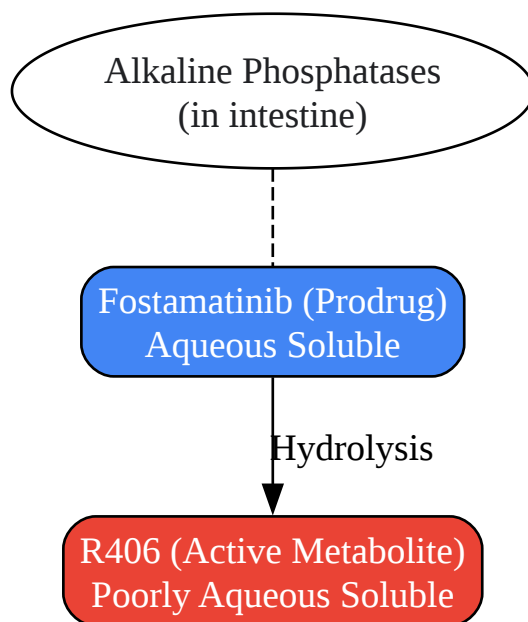 Alkaline Phosphatases
(in intestine)
Fostamatinib (Prodrug)
Aqueous Soluble
Hydrolysis
R406 (Active Metabolite)
Poorly Aqueous Soluble